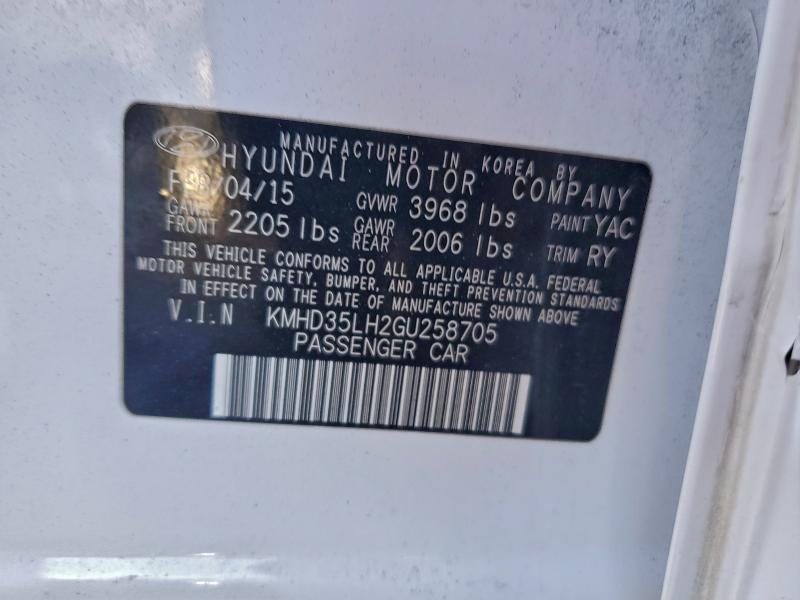 MANUFACTURED IN KOREA BY
HYUNDAI MOTOR COMPANY
/04/15 GVWR 3968 lbs PAINT YAC
GAWR FRONT 2205 lbs GAWR REAR 2006 lbs TRIM RY
THIS VEHICLE CONFORMS TO ALL APPLICABLE U.S.A. FEDERAL
MOTOR VEHICLE SAFETY, BUMPER, AND THEFT PREVENTION STANDARDS
IN EFFECT ON THE DATE OF MANUFACTURE SHOWN ABOVE
V.I.N KMHD35LH2GU258705
PASSENGER CAR